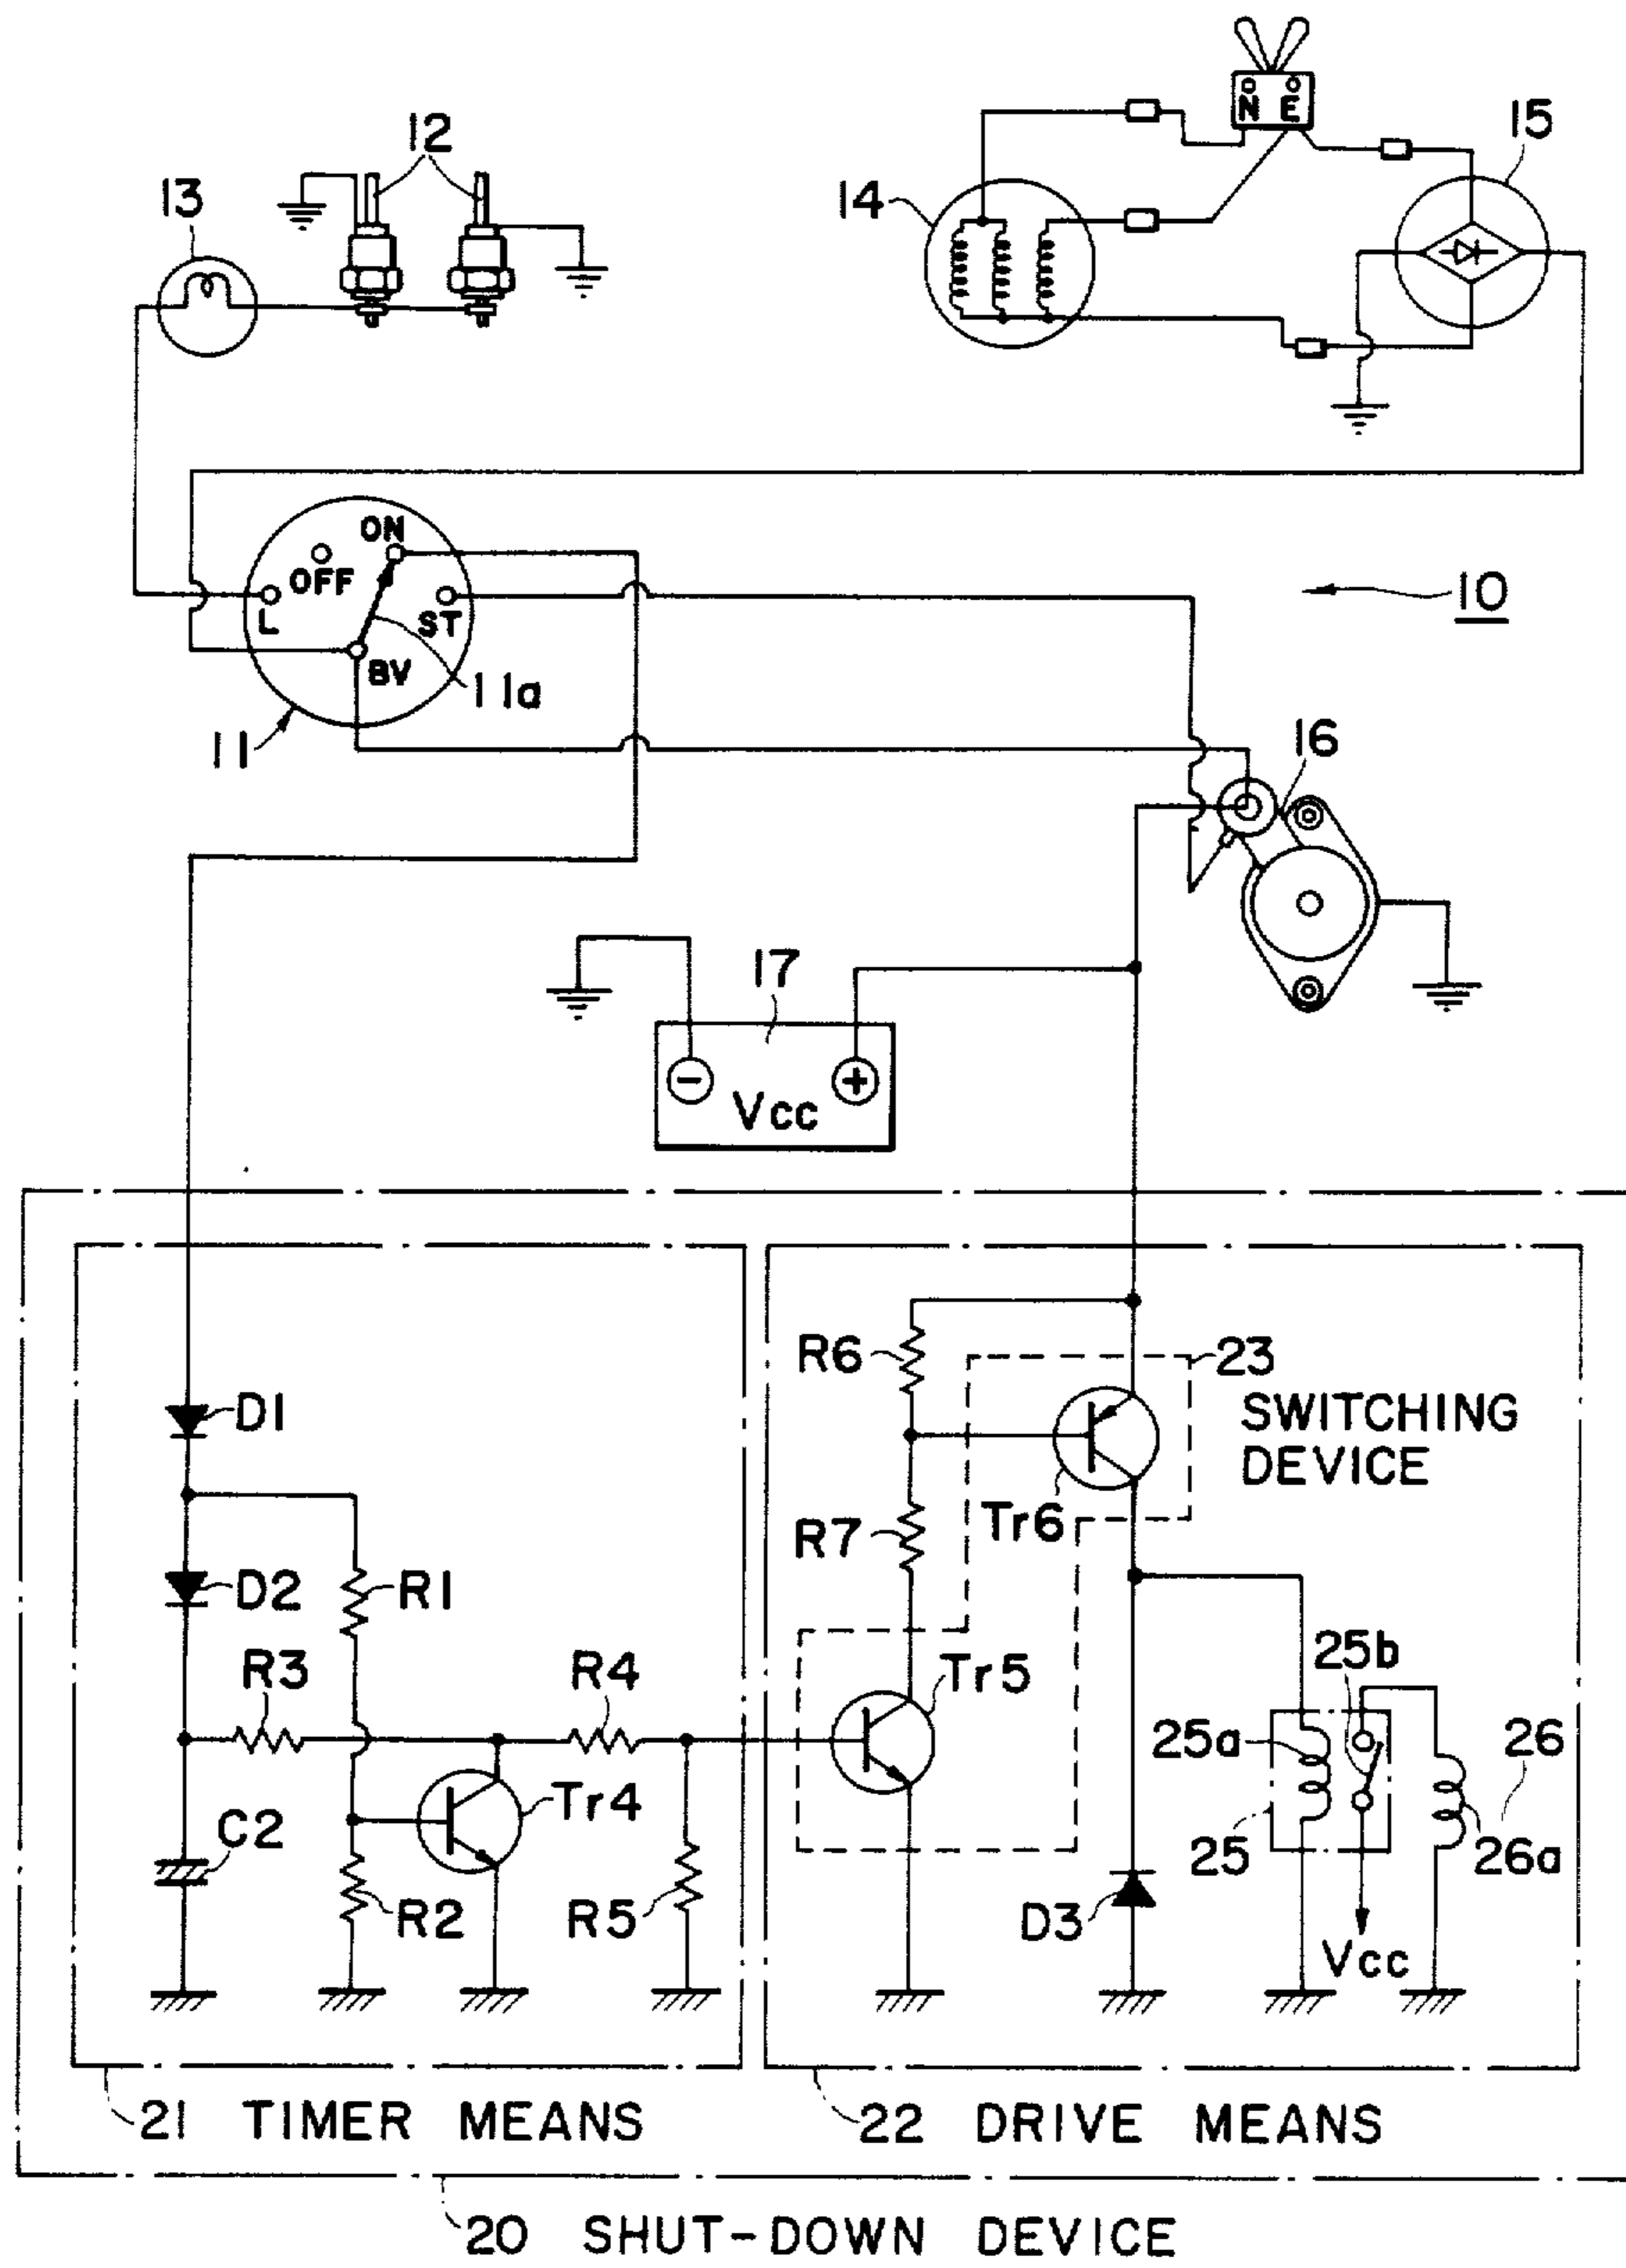 N E
15
12
14
13
ON
OFF
10
L
ST
BV
11a
11
16
17
Vcc
R6
23
SWITCHING
DEVICE
D1
Tr6
R7
D2
R1
25b
R3
R4
Tr5
25a
26
Tr4
C2
25
26a
R2
R5
D3
Vcc
21 TIMER MEANS
22 DRIVE MEANS
20 SHUT-DOWN DEVICE